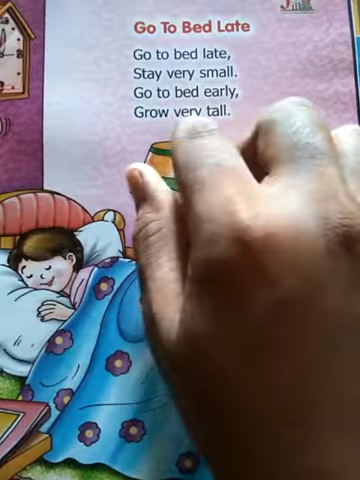 Go To Bed Late
Go to bed late,
Stay very small.
Go to bed early,
Grow very tall.